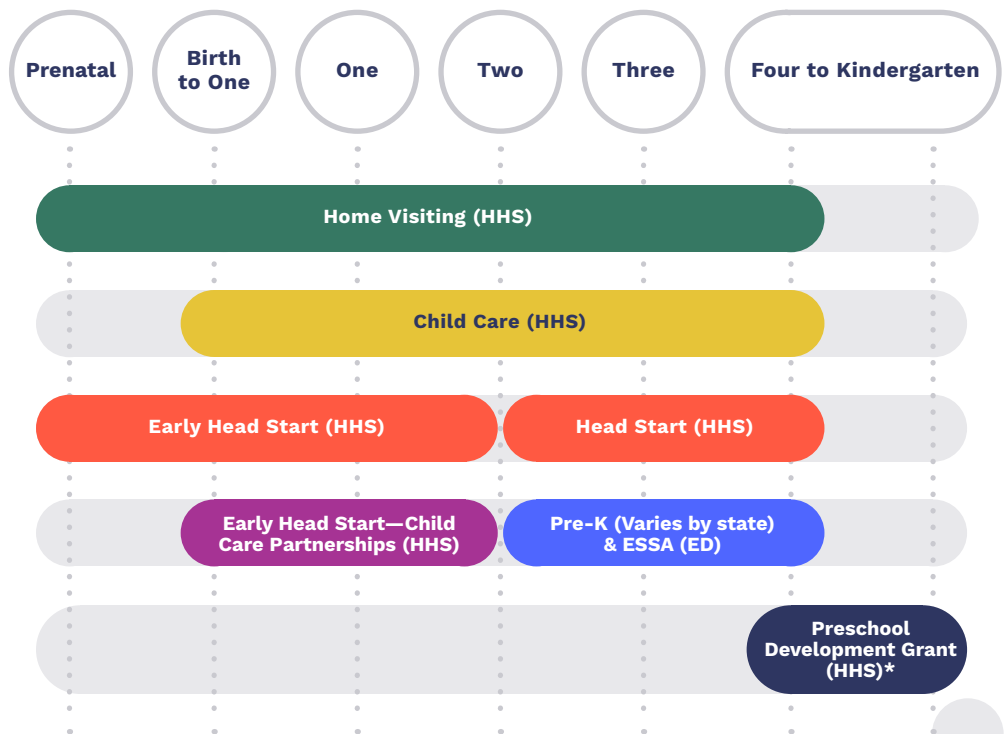 Prenatal
Birth
to One
One
Two
Three
Four to Kindergarten
Home Visiting (HHS)
Child Care (HHS)
Early Head Start (HHS)
Head Start (HHS)
Early Head Start—Child
Care Partnerships (HHS)
Pre-K (Varies by state)
& ESSA (ED)
Preschool
Development Grant
(HHS)*